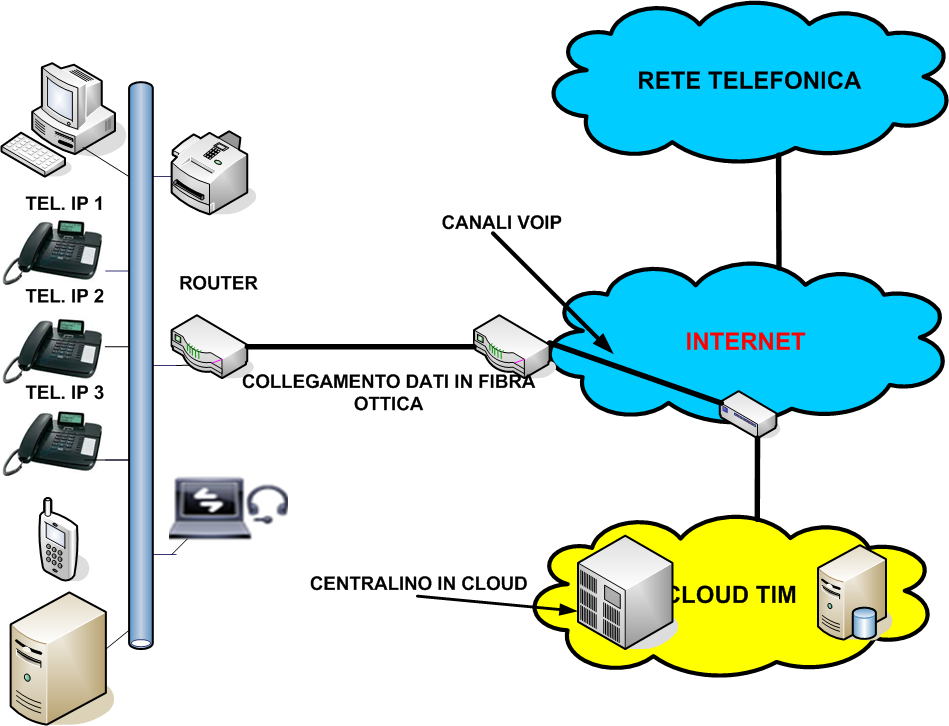 RETE TELEFONICA
TEL. IP 1
CANALI VOIP
TEL. IP 2
ROUTER
INTERNET
TEL. IP 3
COLLEGAMENTO DATI IN FIBRA
OTTICA
CENTRALINO IN CLOUD
CLOUD TIM